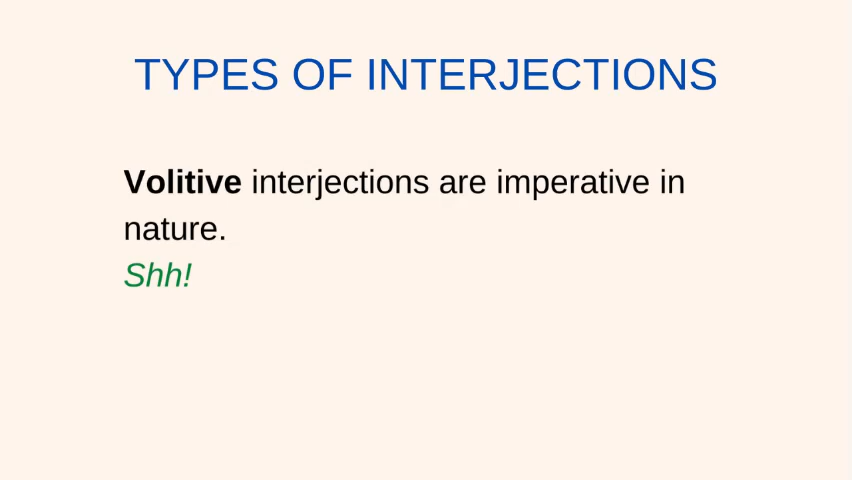 TYPES OF INTERJECTIONS
Volitive interjections are imperative in
nature.
Shh!